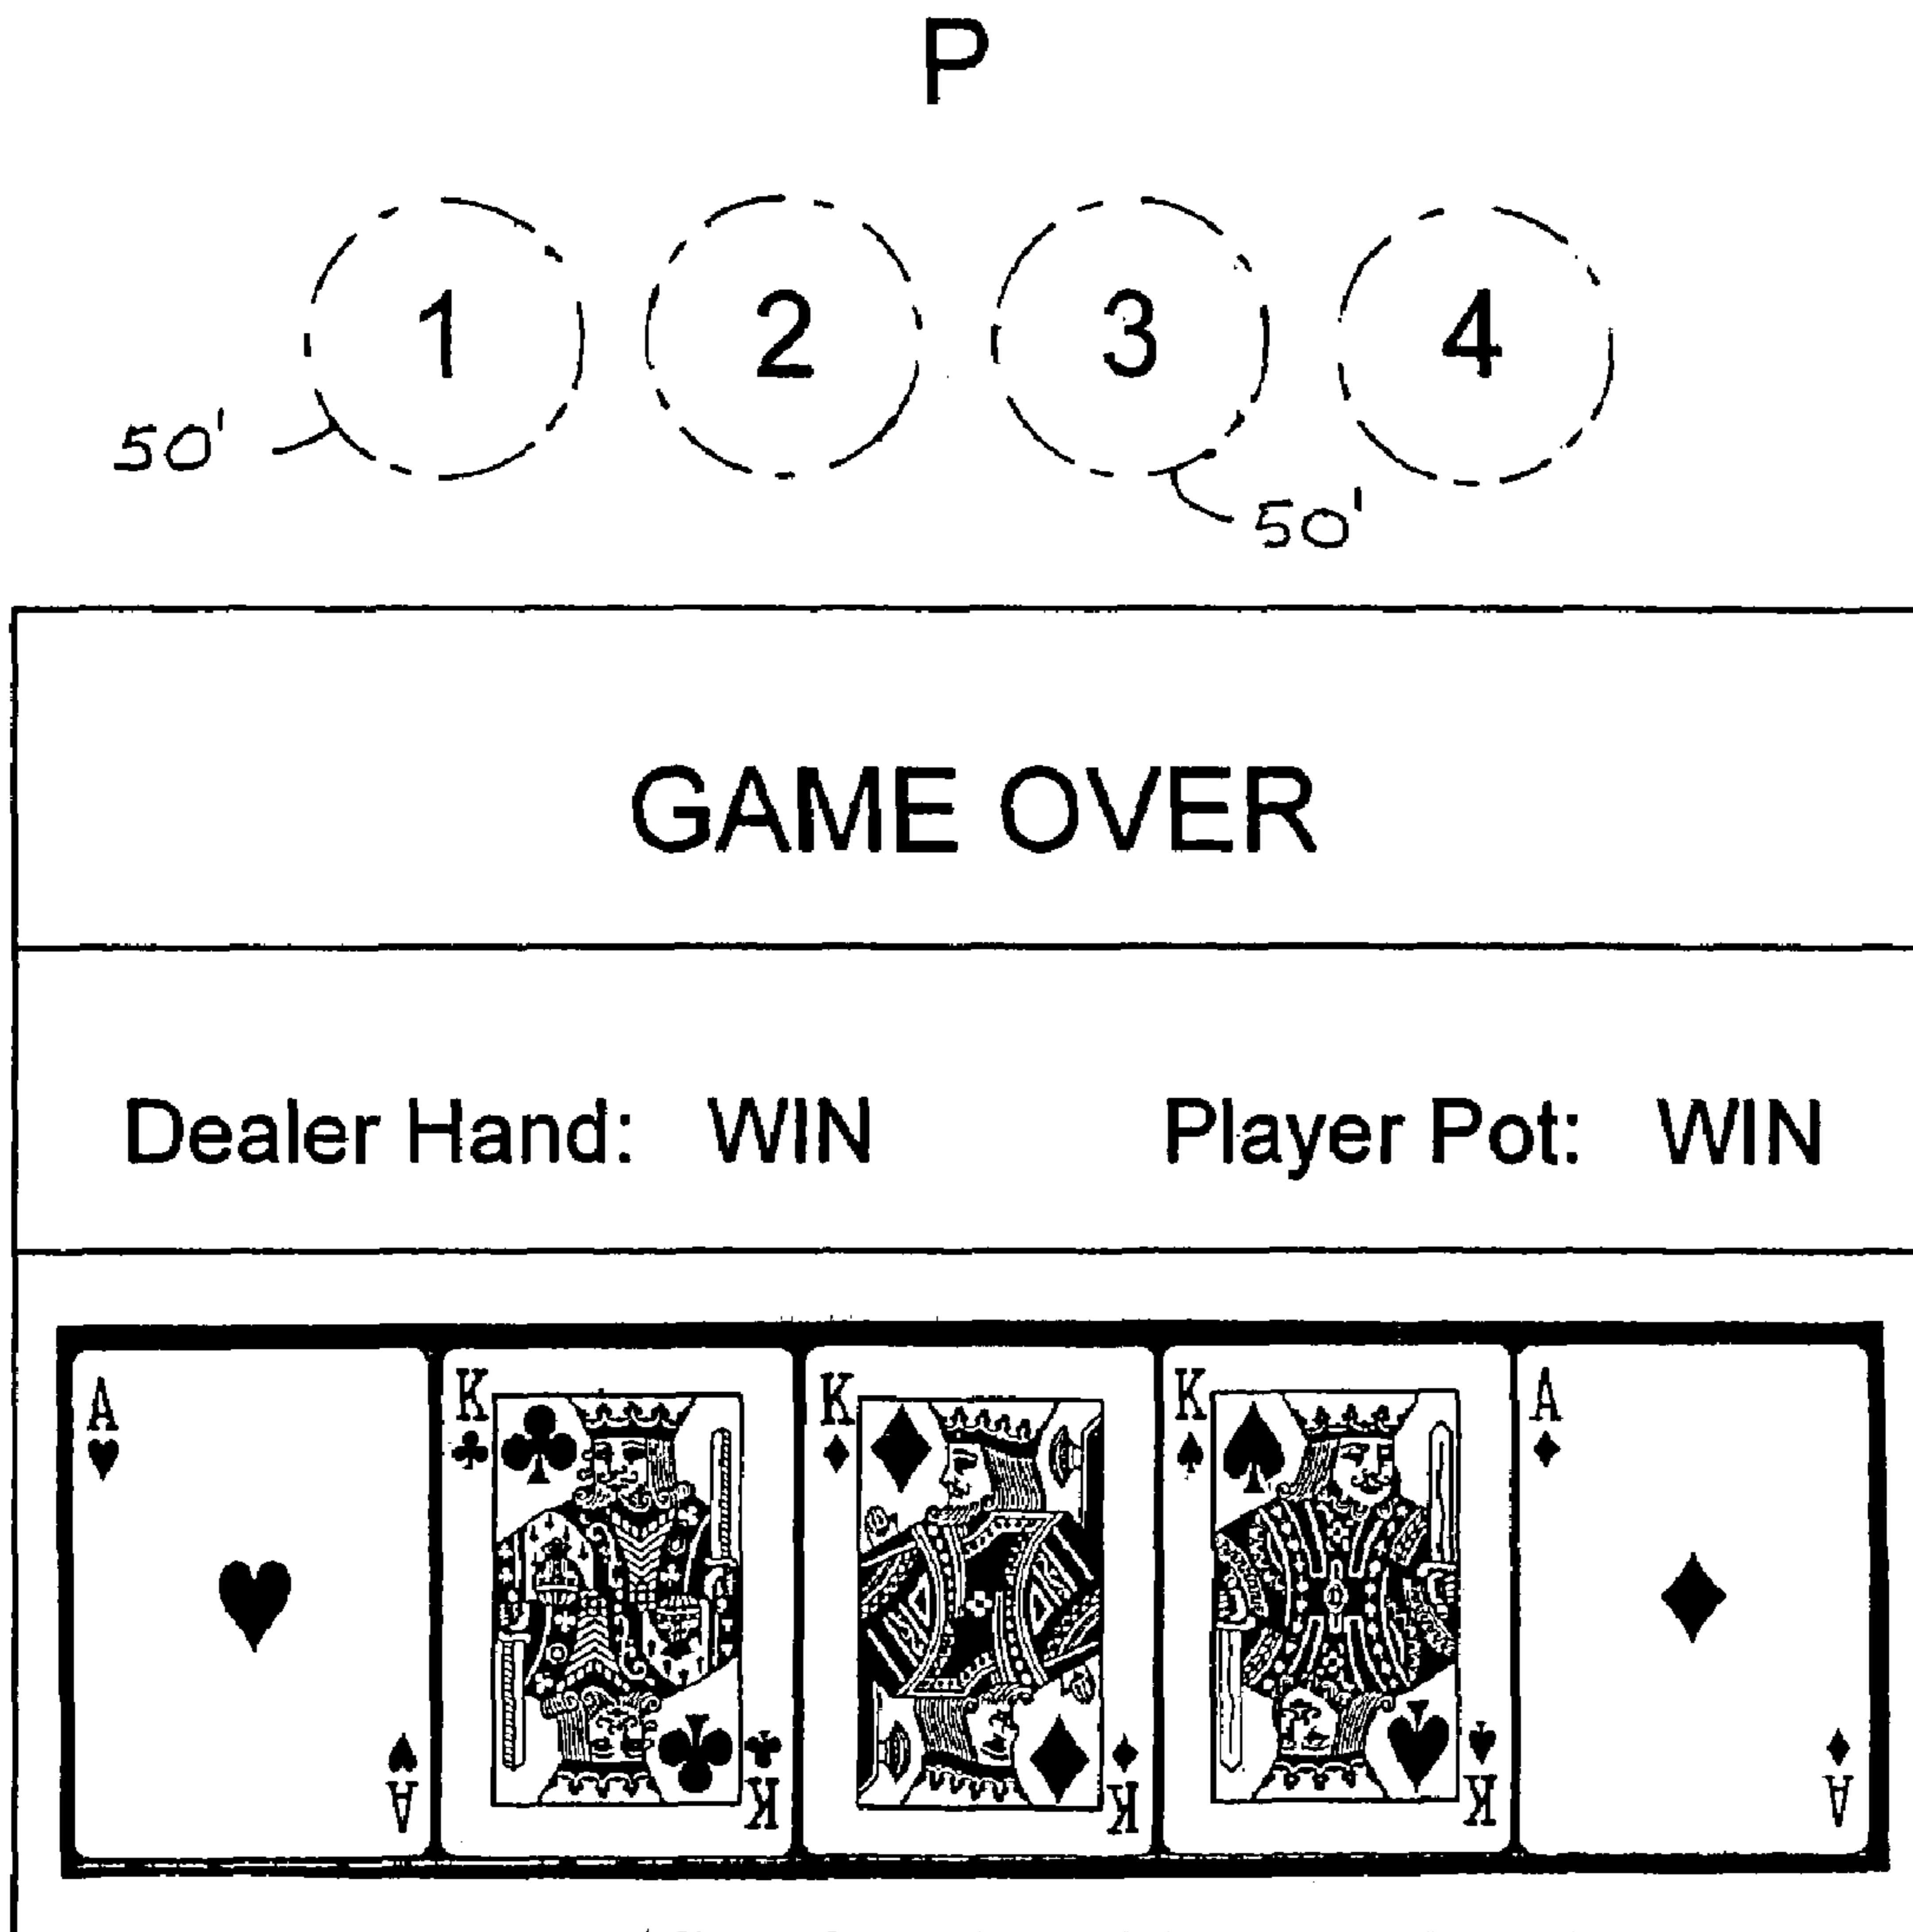 P
1 2 3 4
50'
50'
GAME OVER
Dealer Hand: WIN Player Pot: WIN
A K K K A
A K K K A